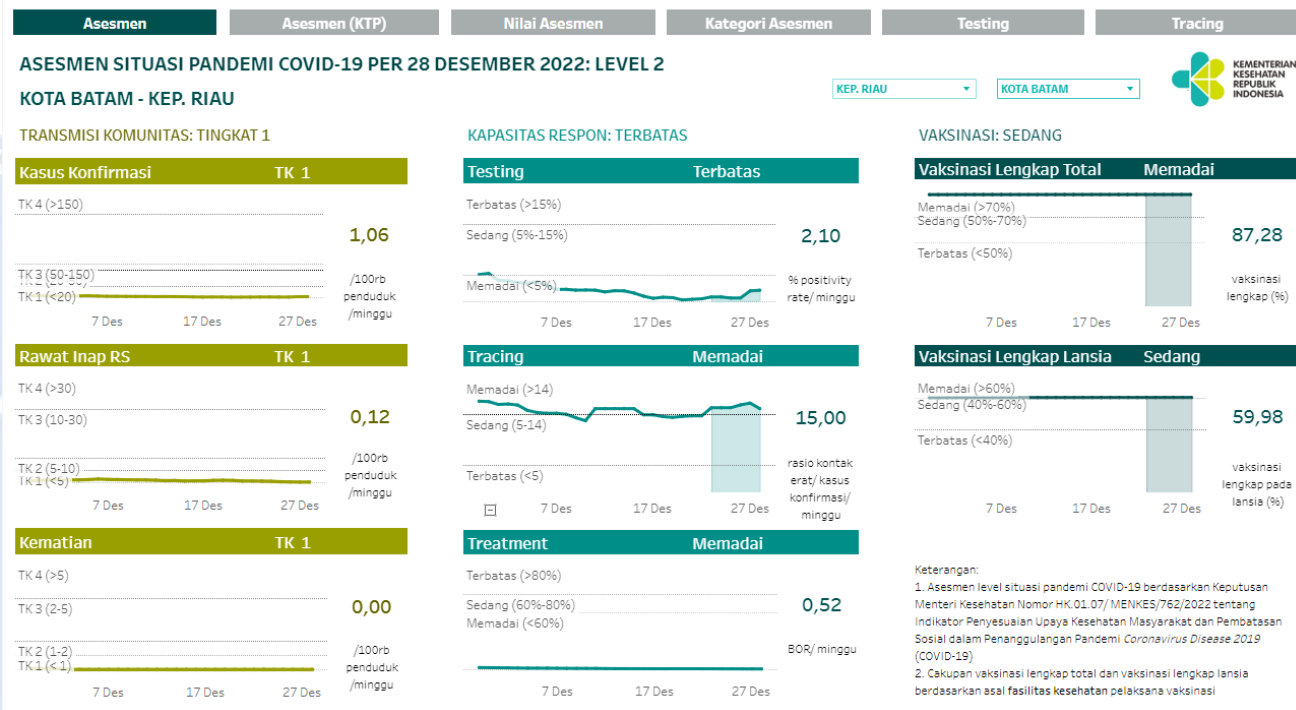 Asesmen
Asesmen (KTP)
Nilai Asesmen
Kategori Asesmen
Testing
Tracing
ASESMEN SITUASI PANDEMI COVID-19 PER 28 DESEMBER 2022: LEVEL 2
KOTA BATAM - KEP. RIAU
KEP. RIAU
KOTA BATAM
KEMENTERIAN
KESEHATAN
REPUBLIK
INDONESIA
TRANSMISI KOMUNITAS: TINGKAT 1
Kasus Konfirmasi TK 1
TK 4 (>150)
TK 3 (50-150)
TK 2 (20-50)
TK 1 (<20)
1,06
/100rb
penduduk
/minggu
7 Des 17 Des 27 Des
Rawat Inap RS TK 1
TK 4 (>30)
TK 3 (10-30)
TK 2 (5-10)
TK 1 (<5)
0,12
/100rb
penduduk
/minggu
7 Des 17 Des 27 Des
Kematian TK 1
TK 4 (>5)
TK 3 (2-5)
TK 2 (1-2)
TK 1 (<1)
0,00
/100rb
penduduk
/minggu
7 Des 17 Des 27 Des
KAPASITAS RESPON: TERBATAS
Testing Terbatas
Terbatas (>15%)
Sedang (5%-15%)
Memadai (<5%)
2,10
% positivity
rate/ minggu
7 Des 17 Des 27 Des
Tracing Memadai
Memadai (>14)
Sedang (5-14)
Terbatas (<5)
15,00
rasio kontak
erat/ kasus
konfirmasi/
minggu
7 Des 17 Des 27 Des
Treatment Memadai
Terbatas (>80%)
Sedang (60%-80%)
Memadai (<60%)
0,52
BOR/ minggu
7 Des 17 Des 27 Des
VAKSINASI: SEDANG
Vaksinasi Lengkap Total Memadai
Memadai (>70%)
Sedang (50%-70%)
Terbatas (<50%)
87,28
vaksinasi
lengkap (%)
7 Des 17 Des 27 Des
Vaksinasi Lengkap Lansia Sedang
Memadai (>60%)
Sedang (40%-60%)
Terbatas (<40%)
59,98
vaksinasi
lengkap pada
lansia (%)
7 Des 17 Des 27 Des
Keterangan:
1. Asesmen level situasi pandemi COVID-19 berdasarkan Keputusan
Menteri Kesehatan Nomor HK.01.07/ MENKES/762/2022 tentang
Indikator Penyesuaian Upaya Kesehatan Masyarakat dan Pembatasan
Sosial dalam Penanggulangan Pandemi Coronavirus Disease 2019
(COVID-19)
2. Cakupan vaksinasi lengkap total dan vaksinasi lengkap lansia
berdasarkan asal fasilitas kesehatan pelaksana vaksinasi